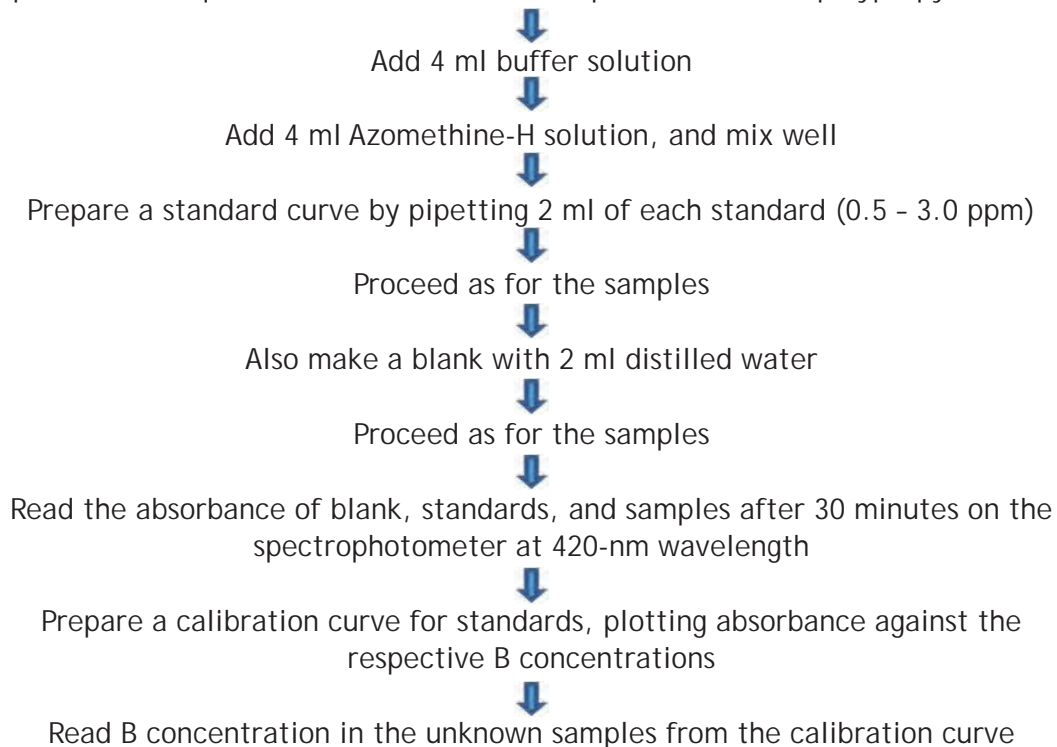 Add 4 ml buffer solution
Add 4 ml Azomethine-H solution, and mix well
Prepare a standard curve by pipetting 2 ml of each standard (0.5 – 3.0 ppm)
Proceed as for the samples
Also make a blank with 2 ml distilled water
Proceed as for the samples
Read the absorbance of blank, standards, and samples after 30 minutes on the
spectrophotometer at 420-nm wavelength
Prepare a calibration curve for standards, plotting absorbance against the
respective B concentrations
Read B concentration in the unknown samples from the calibration curve